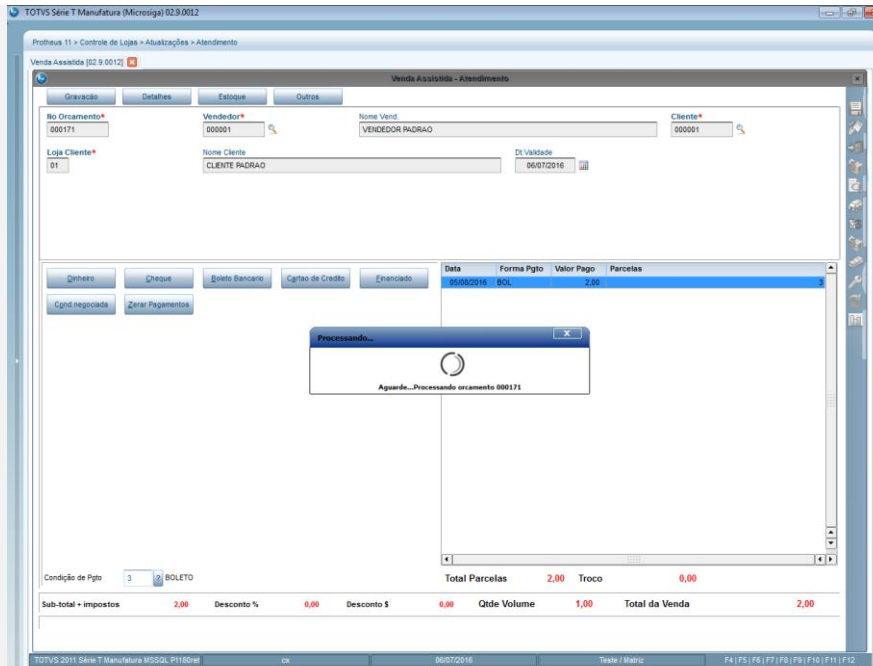 TOTVS Série T Manufatura (Microsiga) 02.9.0012
Protheus 11 > Controle de Lojas > Atualizações > Atendimento
Venda Assistida [02.9.0012]
Venda Assistida - Atendimento
Gravacão Detalhes Estoque Outros
No Orcamento* Vendedor* Nome Vend. Cliente*
000171 000001 VENDEDOR PADRAO 000001
Loja Cliente* Nome Cliente Dt.Validade
01 CLIENTE PADRAO 06/07/2016
Data Forma Pgto Valor Pago Parcelas
05/08/2016 BOL 2,00 3
Dinheiro Cheque Boleto Bancario Cartao de Credito Financiado
Cond.negociada Zerar Pagamentos
Processando...
X
Aguarde...Processando orcamento 000171
Condição de Pgto 3 ? BOLETO
Total Parcelas 2,00 Troco 0,00
Sub-total + impostos 2,00 Desconto % 0,00 Desconto $ 0,00 Qtde Volume 1,00 Total da Venda 2,00
TOTVS 2011 Série T Manufatura MSSQL P1180rel cx 06/07/2016 Teste / Matriz F4 | F5 | F6 | F7 | F8 | F9 | F10 | F11 | F12